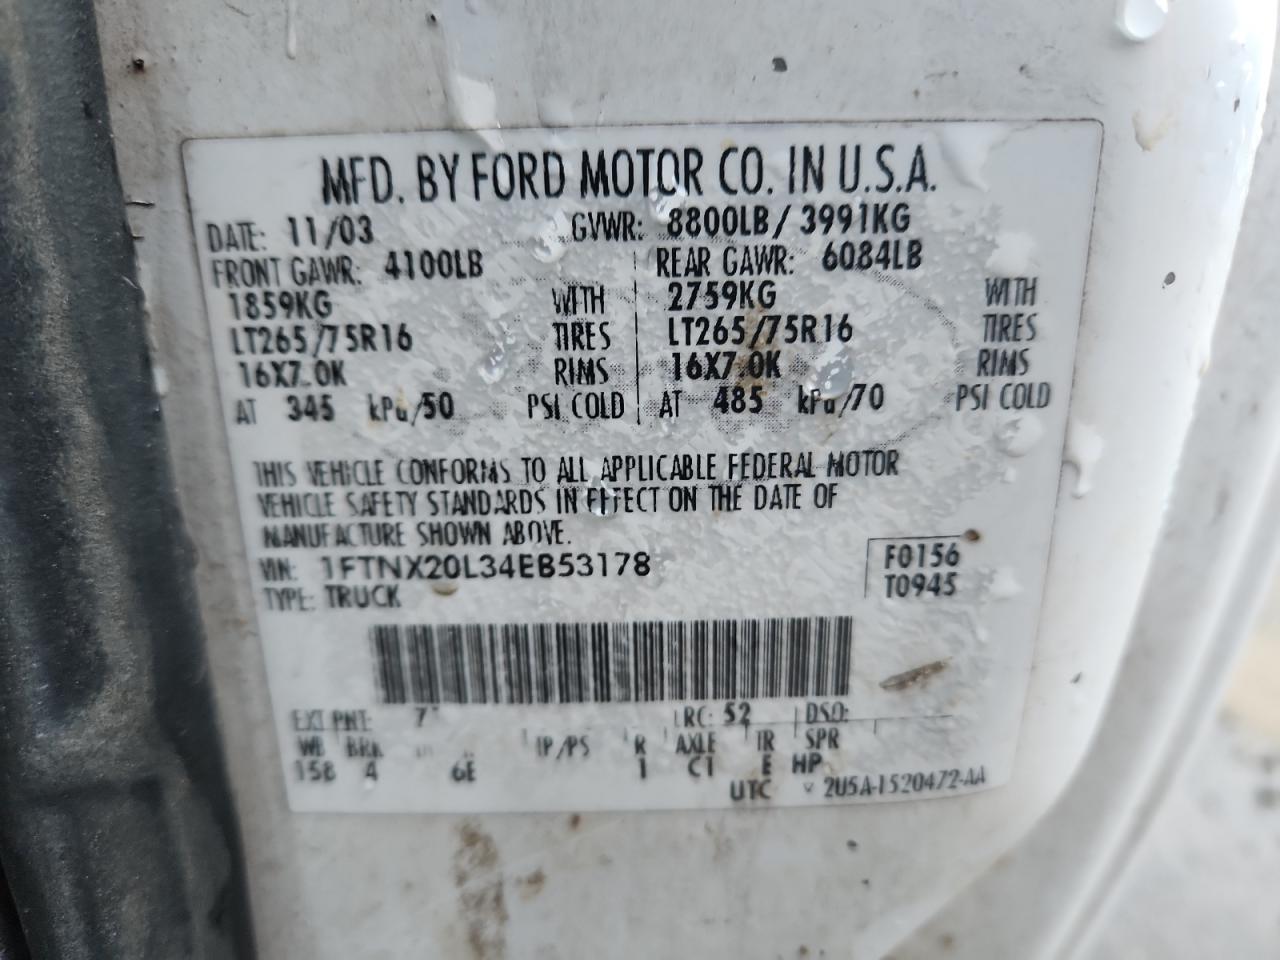 MFD. BY FORD MOTOR CO. IN U.S.A.
DATE: 11/03 GVWR: 8800LB/ 3991KG
FRONT GAWR: 4100LB REAR GAWR: 6084LB
1859KG WITH 2759KG WITH
LT265/75R16 TIRES LT265/75R16 TIRES
16X7.0K RIMS 16X7.0K RIMS
AT 345 kPa/50 PSI COLD AT 485 kPa/70 PSI COLD
THIS VEHICLE CONFORMS TO ALL APPLICABLE FEDERAL MOTOR
VEHICLE SAFETY STANDARDS IN EFFECT ON THE DATE OF
MANUFACTURE SHOWN ABOVE.
VIN: 1FTNX20L34EB53178 F0156
TYPE: TRUCK T0945
EXT PNT: RC: 52 DSO:
WB BRK TP/PS R AXLE TR SPR
158 4 6E 1 C1 E HP
UTC 2U5A-1520472-AA